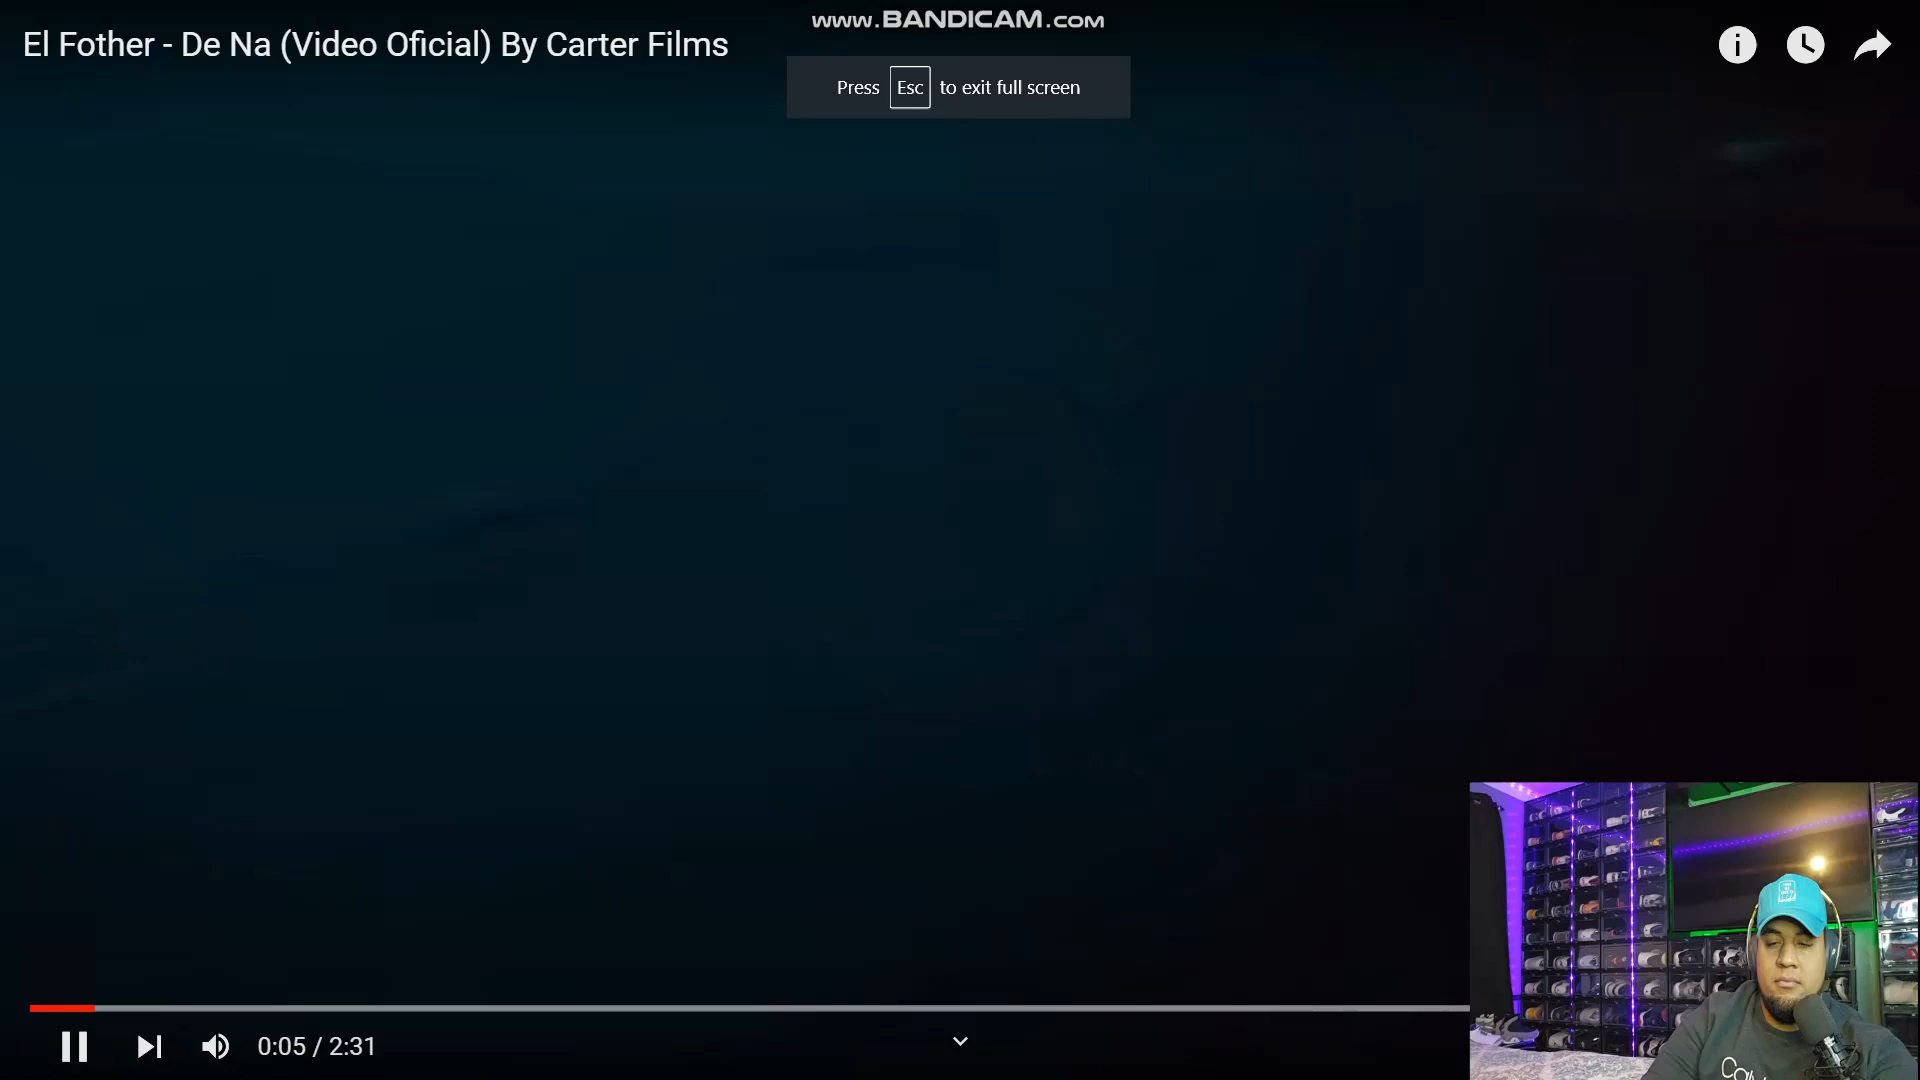 www.BANDICAM.com
El Fother - De Na (Video Oficial) By Carter Films
Press Esc to exit full screen
0:05 / 2:31